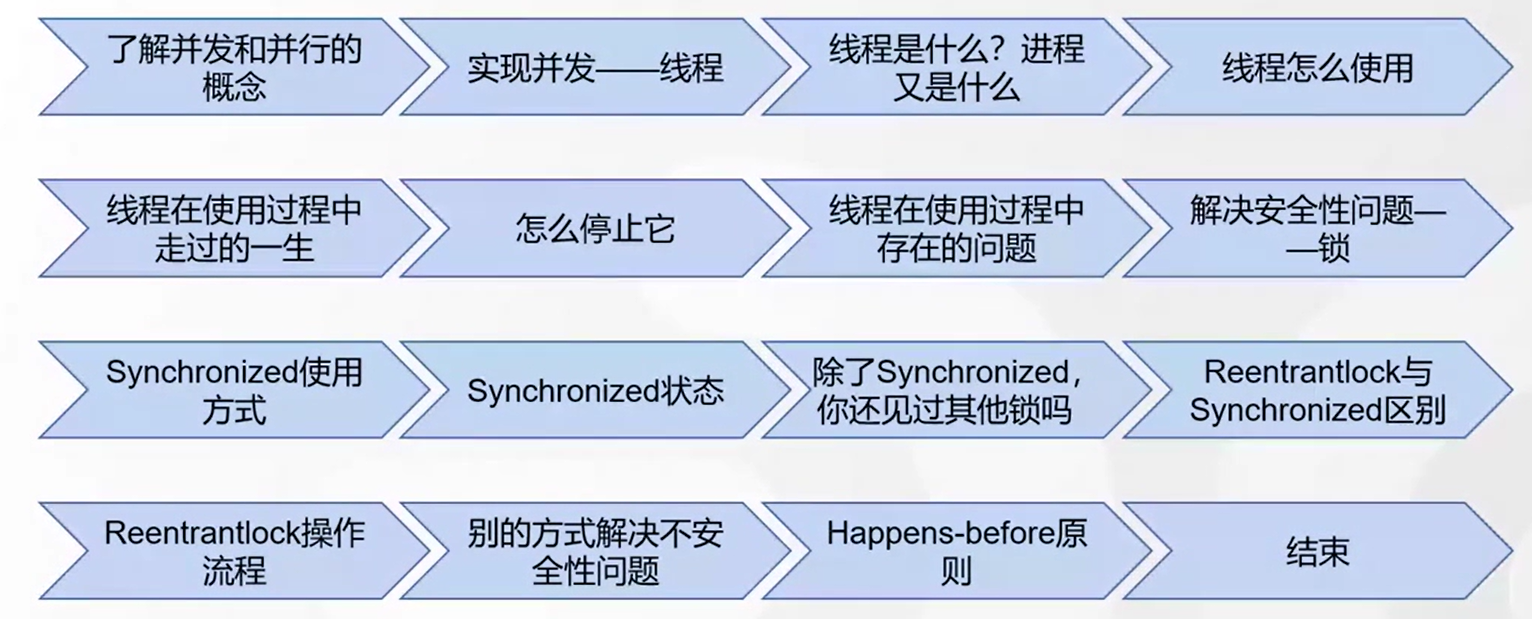 了解并发和并行的
概念
实现并发——线程
线程是什么？进程
又是什么
线程怎么使用
线程在使用过程中
走过的一生
怎么停止它
线程在使用过程中
存在的问题
解决安全性问题—
—锁
Synchronized使用
方式
Synchronized状态
除了Synchronized，
你还见过其他锁吗
Reentrantlock与
Synchronized区别
Reentrantlock操作
流程
别的方式解决不安
全性问题
Happens-before原
则
结束